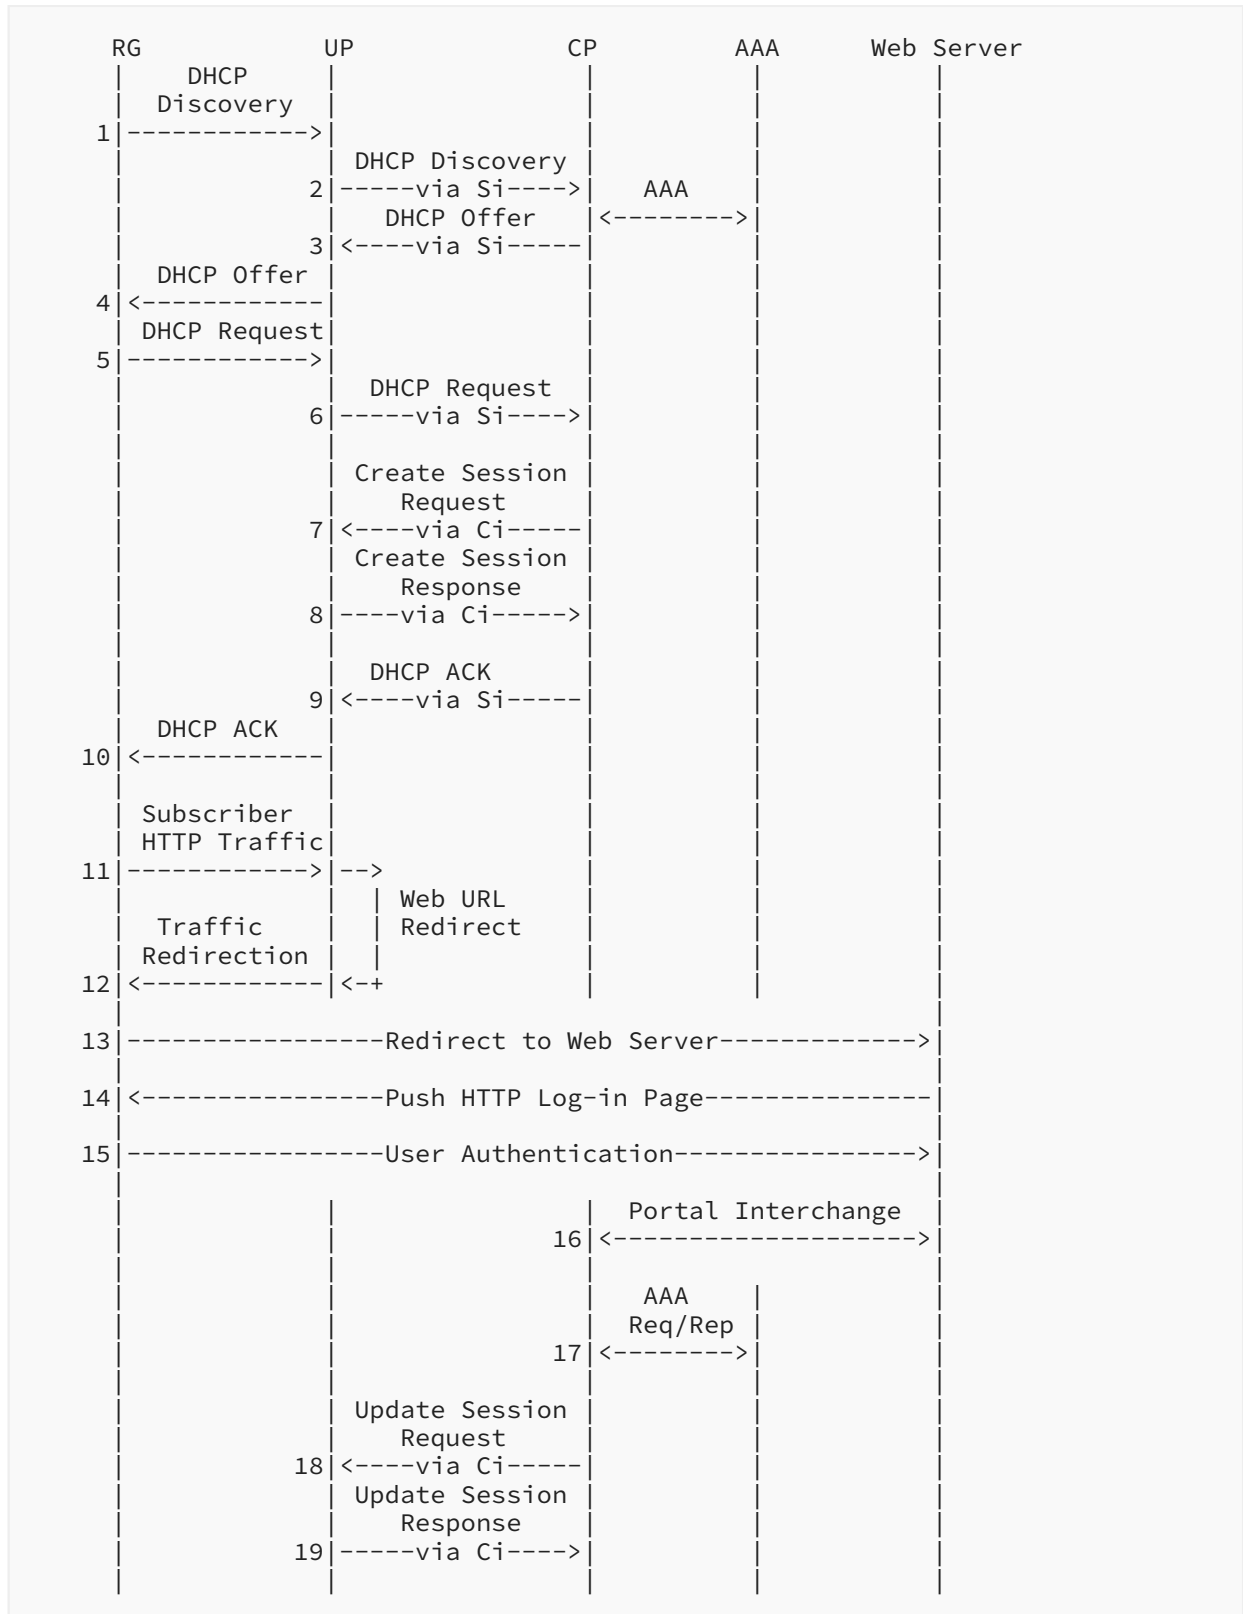 RG UP CP AAA Web Server
DHCP
Discovery
1|------------>|
DHCP Discovery
2|-----via Si---->| AAA
DHCP Offer |<-------->|
3|<----via Si-----|
DHCP Offer
4|<------------|
DHCP Request
5|------------>|
DHCP Request
6|-----via Si---->|
Create Session
Request
7|<----via Ci-----|
Create Session
Response
8|----via Ci----->|
DHCP ACK
9|<----via Si-----|
DHCP ACK
10|<------------|
Subscriber
HTTP Traffic
11|------------>|-->
| Web URL
Traffic | Redirect
Redirection |
12|<------------|<-+
13|-----------------Redirect to Web Server------------->|
14|<----------------Push HTTP Log-in Page---------------|
15|-----------------User Authentication---------------->|
Portal Interchange
16|<--------------------->|
AAA
Req/Rep
17|<-------->|
Update Session
Request
18|<----via Ci-----|
Update Session
Response
19|-----via Ci---->|